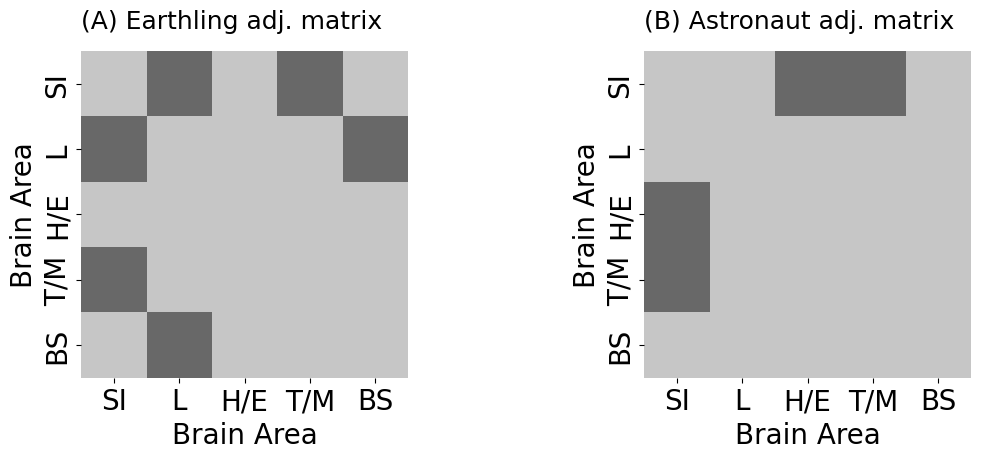 (A) Earthling adj. matrix
Brain Area
SI
L
H/E
T/M
BS
SI L H/E T/M BS
Brain Area
(B) Astronaut adj. matrix
Brain Area
SI
L
H/E
T/M
BS
SI L H/E T/M BS
Brain Area